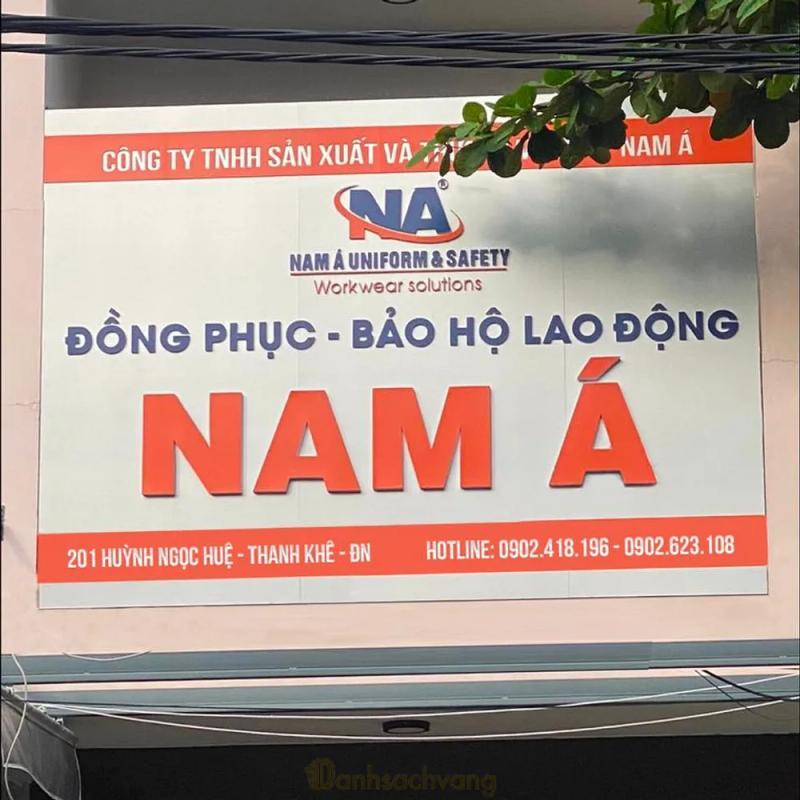 CÔNG TY TNHH SẢN XUẤT VÀ NAM Á
NA®
NAM Á UNIFORM & SAFETY
Workwear solutions
ĐỒNG PHỤC - BẢO HỘ LAO ĐỘNG
NAM Á
201 HUỲNH NGỌC HUỆ - THANH KHÊ - ĐN HOTLINE: 0902.418.196 - 0902.623.108
Danhsachvang